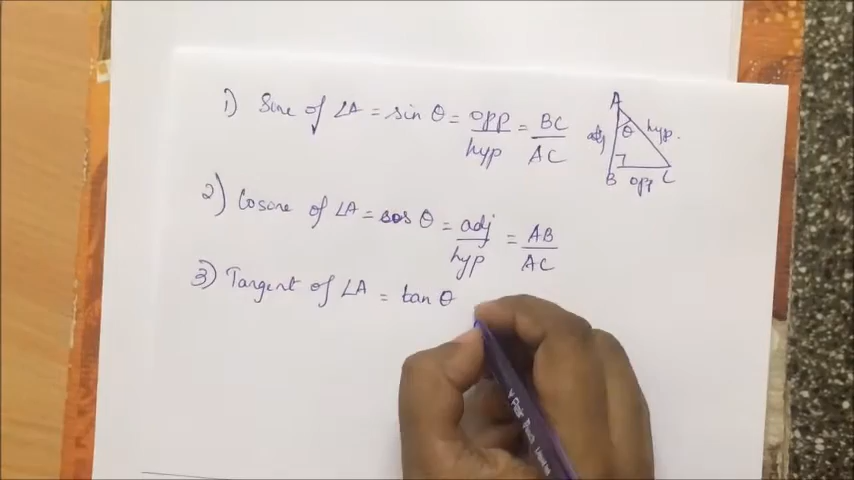 1) Sine of ∠A = sin θ = opp/hyp = BC/AC
A
adj θ hyp.
B opp C
2) Cosine of ∠A = cos θ = adj/hyp = AB/AC
3) Tangent of ∠A = tan θ